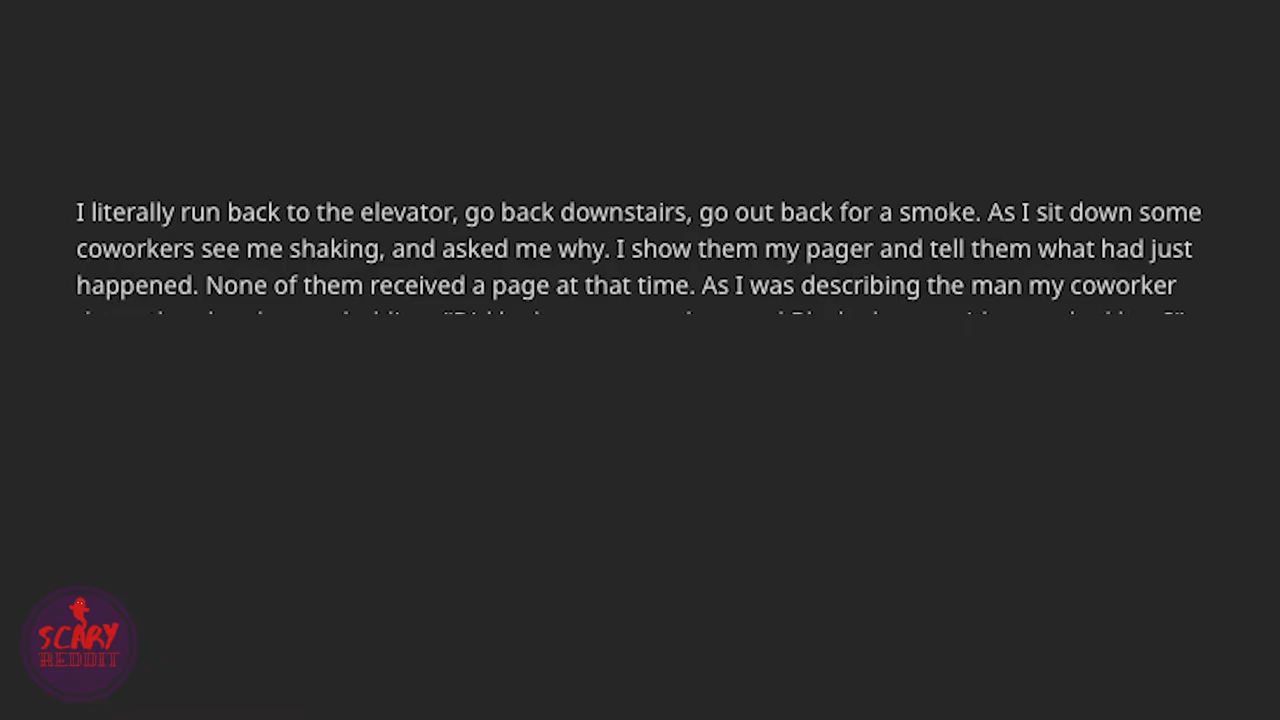 I literally run back to the elevator, go back downstairs, go out back for a smoke. As I sit down some
coworkers see me shaking, and asked me why. I show them my pager and tell them what had just
happened. None of them received a page at that time. As I was describing the man my coworker
SCARY
REDDIT